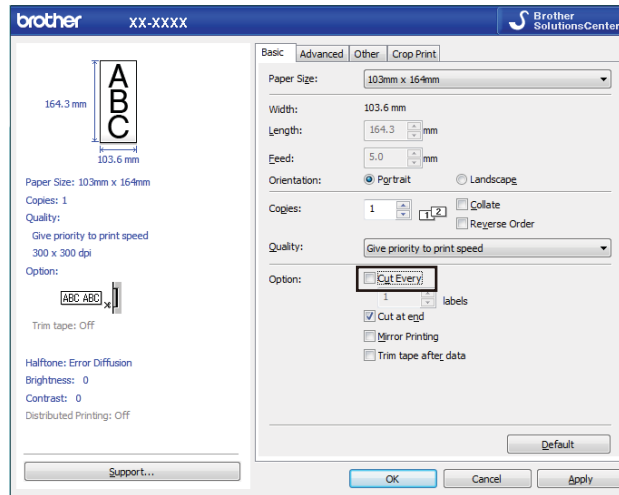 brother XX-XXXX Brother SolutionsCenter
A
B
C
164.3 mm
103.6 mm
Paper Size: 103mm x 164mm
Copies: 1
Quality:
Give priority to print speed
300 x 300 dpi
Option:
ABC ABC
Trim tape: Off
Halftone: Error Diffusion
Brightness: 0
Contrast: 0
Distributed Printing: Off
Support...
Basic Advanced Other Crop Print
Paper Size: 103mm x 164mm
Width: 103.6 mm
Length: 164.3 mm
Feed: 5.0 mm
Orientation: Portrait Landscape
Copies: 1 1 2 Collate
Reverse Order
Quality: Give priority to print speed
Option: Cut Every
1 labels
Cut at end
Mirror Printing
Trim tape after data
Default
OK Cancel Apply